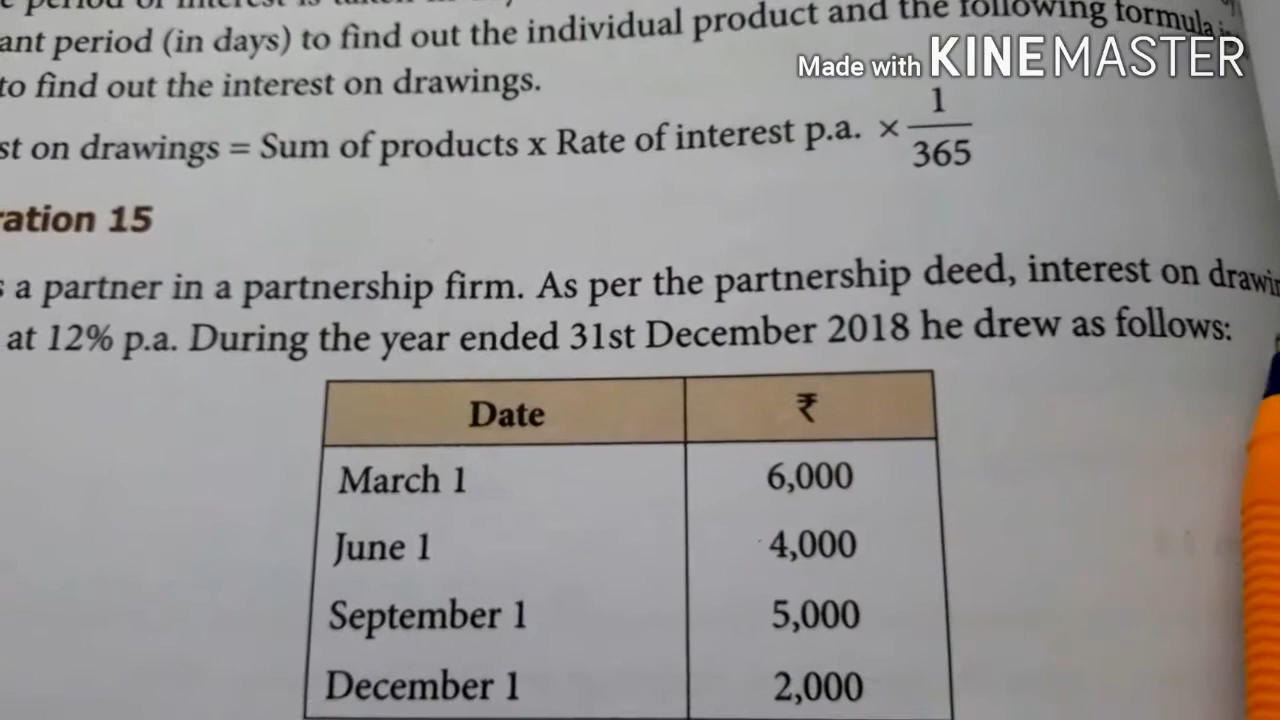 ant period (in days) to find out the individual product and the following formula
Made with KINEMASTER
to find out the interest on drawings.
st on drawings = Sum of products x Rate of interest p.a. × 1/365
ration 15
s a partner in a partnership firm. As per the partnership deed, interest on drawin
at 12% p.a. During the year ended 31st December 2018 he drew as follows:
Date ₹
March 1 6,000
June 1 4,000
September 1 5,000
December 1 2,000